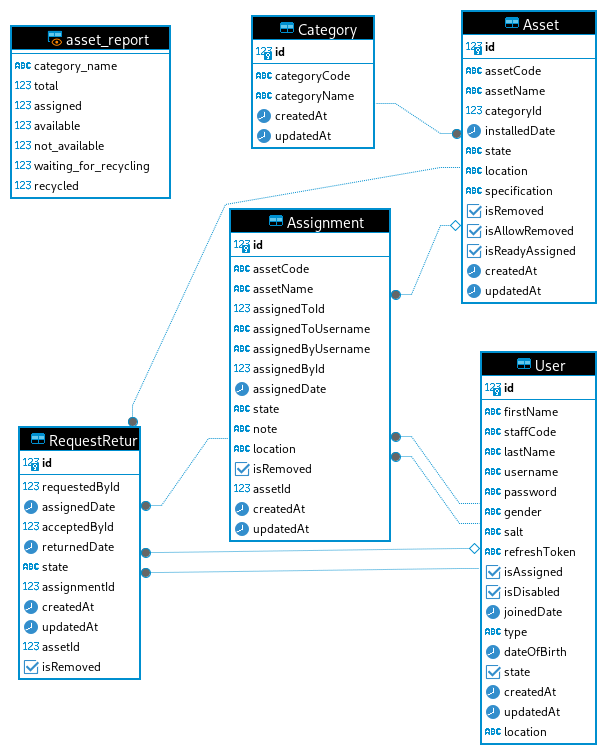 asset_report
ABC category_name
123 total
123 assigned
123 available
123 not_available
123 waiting_for_recycling
123 recycled
Category
123 id
ABC categoryCode
ABC categoryName
createdAt
updatedAt
Asset
123 id
ABC assetCode
ABC assetName
123 categoryId
installedDate
ABC state
ABC location
ABC specification
isRemoved
isAllowRemoved
isReadyAssigned
createdAt
updatedAt
Assignment
123 id
ABC assetCode
ABC assetName
123 assignedToId
ABC assignedToUsername
ABC assignedByUsername
123 assignedById
assignedDate
ABC state
ABC note
ABC location
isRemoved
123 assetId
createdAt
updatedAt
RequestRetur
123 id
123 requestedById
assignedDate
123 acceptedById
returnedDate
ABC state
123 assignmentId
createdAt
updatedAt
123 assetId
isRemoved
User
123 id
ABC firstName
ABC staffCode
ABC lastName
ABC username
ABC password
ABC gender
ABC salt
ABC refreshToken
isAssigned
isDisabled
joinedDate
ABC type
dateOfBirth
state
createdAt
updatedAt
ABC location